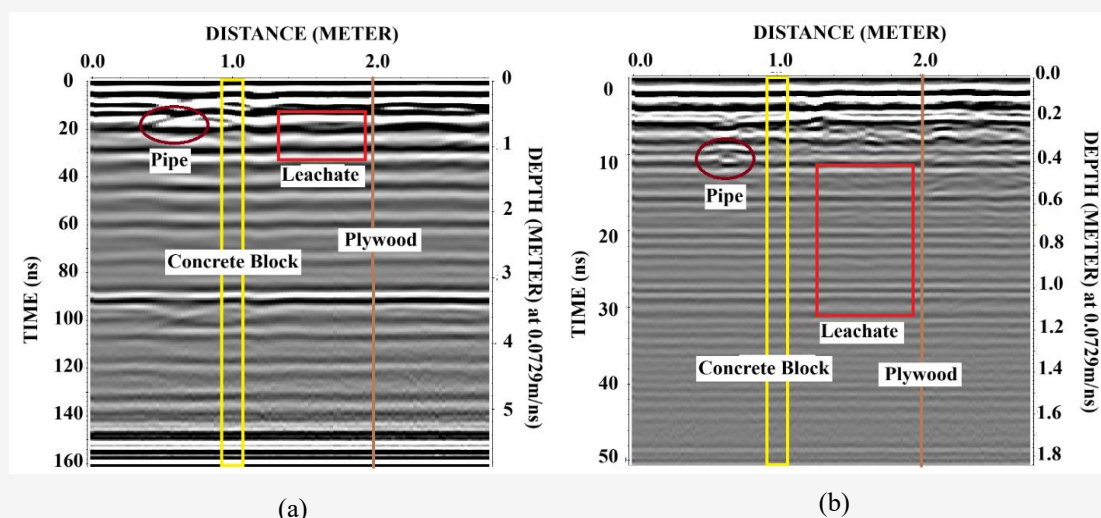 DISTANCE (METER)
0.0 1.0 2.0
TIME (ns)
0
20
40
60
80
100
120
140
160
DEPTH (METER) at 0.0729m/ns)
0
1
2
3
4
5
Pipe
Leachate
Plywood
Concrete Block
(a)
DISTANCE (METER)
0.0 1.0 2.0
TIME (ns)
0
10
20
30
40
50
DEPTH (METER) at 0.0729m/ns)
0.0
0.2
0.4
0.6
0.8
1.0
1.2
1.4
1.6
1.8
Pipe
Leachate
Concrete Block
Plywood
(b)